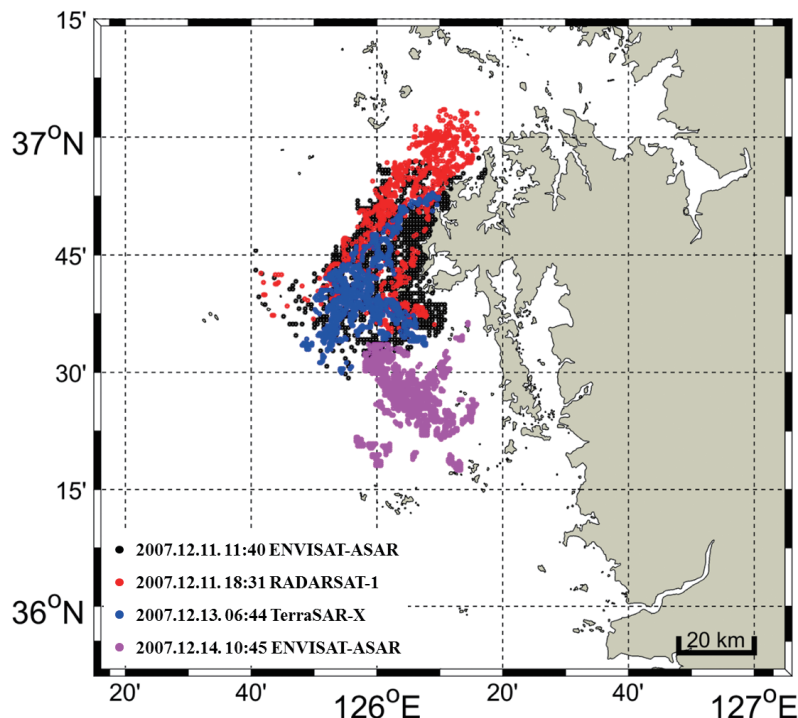 15'
37°N
45'
30'
15'
36°N
2007.12.11. 11:40 ENVISAT-ASAR
2007.12.11. 18:31 RADARSAT-1
2007.12.13. 06:44 TerraSAR-X
2007.12.14. 10:45 ENVISAT-ASAR
20 km
20' 40' 126°E 20' 40' 127°E